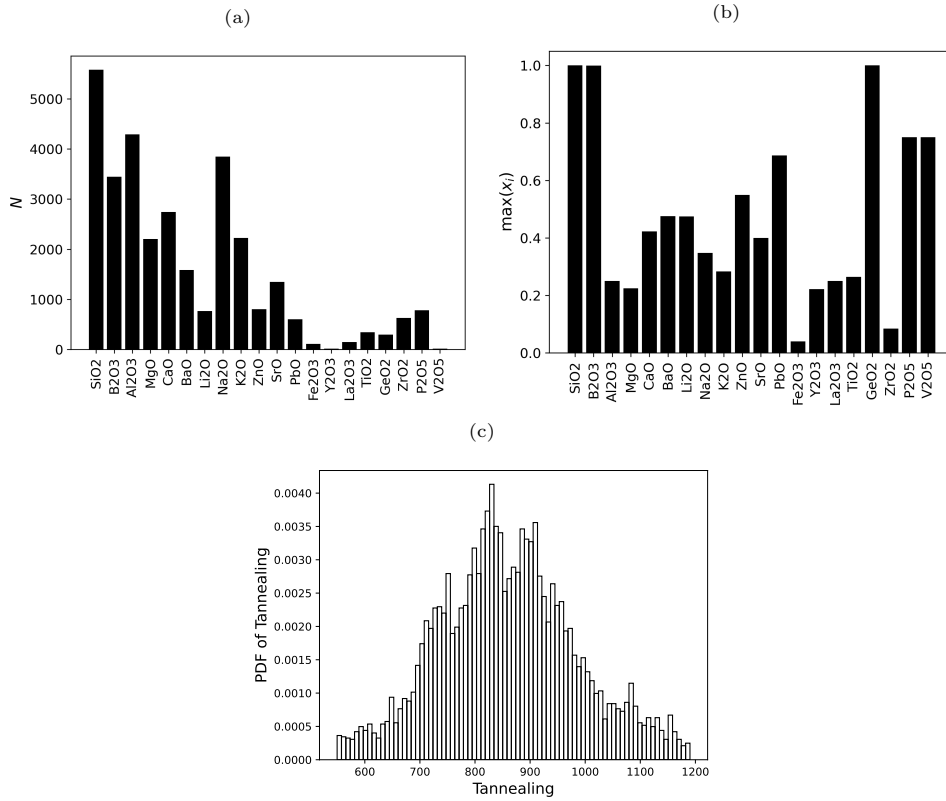 (a)
N
5000
4000
3000
2000
1000
0
SiO2
B2O3
Al2O3
MgO
CaO
BaO
Li2O
Na2O
K2O
ZnO
SrO
PbO
Fe2O3
Y2O3
La2O3
TiO2
GeO2
ZrO2
P2O5
V2O5
(b)
max(x_i)
1.0
0.8
0.6
0.4
0.2
0.0
SiO2
B2O3
Al2O3
MgO
CaO
BaO
Li2O
Na2O
K2O
ZnO
SrO
PbO
Fe2O3
Y2O3
La2O3
TiO2
GeO2
ZrO2
P2O5
V2O5
(c)
PDF of Tannealing
0.0040
0.0035
0.0030
0.0025
0.0020
0.0015
0.0010
0.0005
0.0000
600 700 800 900 1000 1100 1200
Tannealing